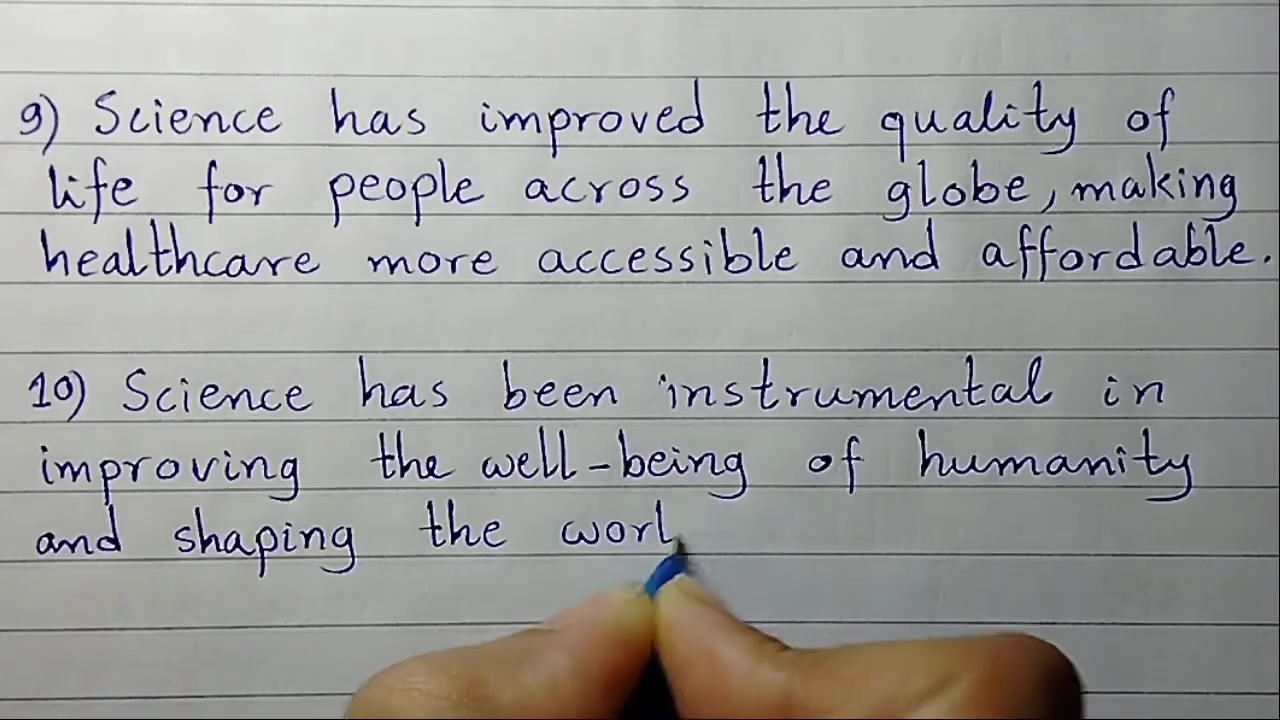 9) Science has improved the quality of
life for people across the globe, making
healthcare more accessible and affordable.
10) Science has been instrumental in
improving the well-being of humanity
and shaping the worl